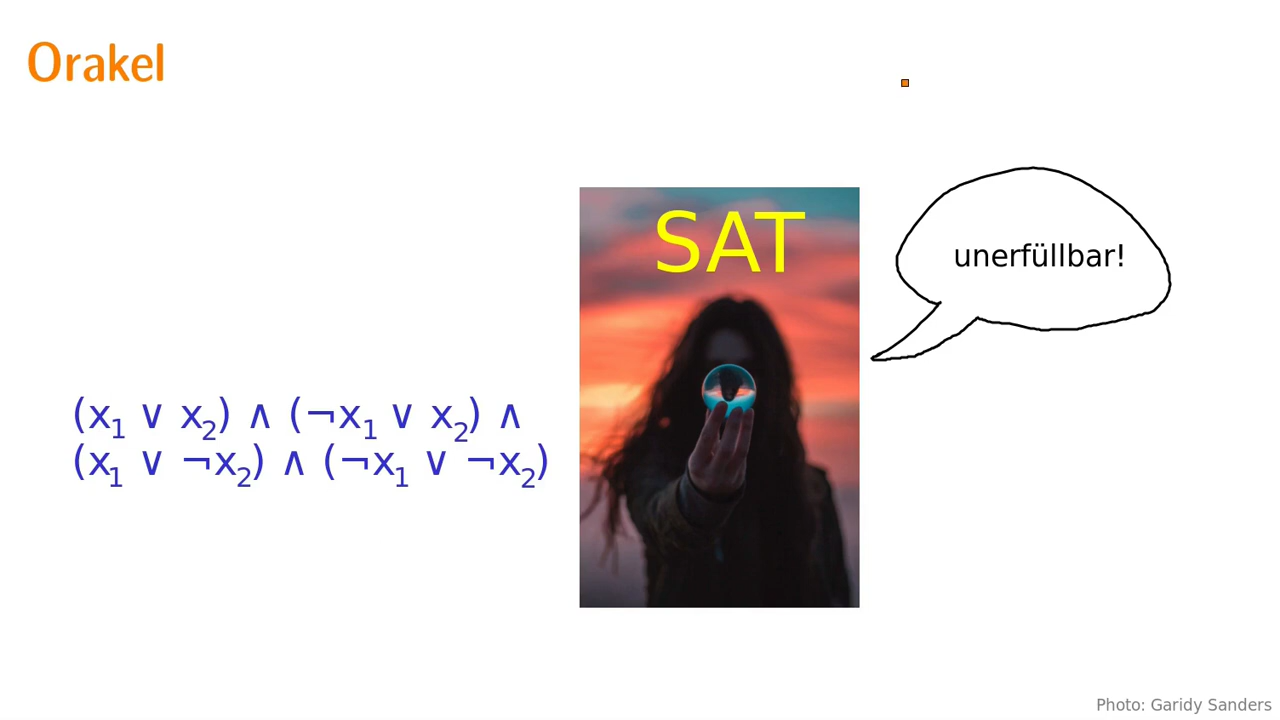 Orakel
SAT
unerfüllbar!
(x₁ ∨ x₂) ∧ (¬x₁ ∨ x₂) ∧
(x₁ ∨ ¬x₂) ∧ (¬x₁ ∨ ¬x₂)
Photo: Garidy Sanders